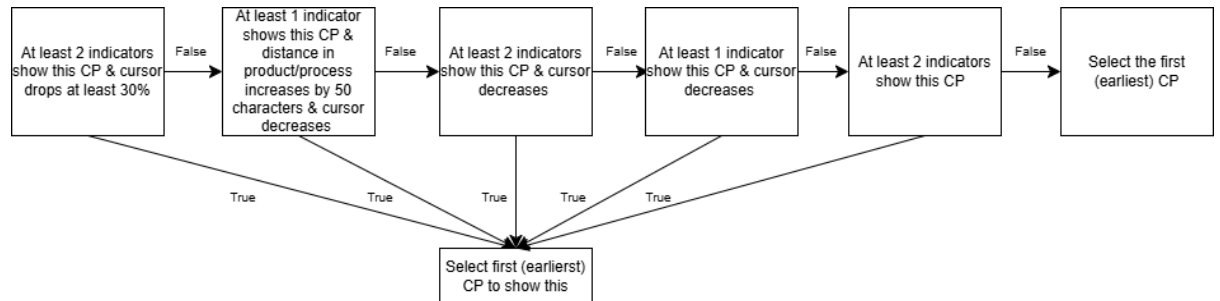 At least 2 indicators
show this CP & cursor
drops at least 30%
False
At least 1 indicator
shows this CP &
distance in
product/process
increases by 50
characters & cursor
decreases
False
At least 2 indicators
show this CP & cursor
decreases
False
At least 1 indicator
show this CP & cursor
decreases
False
At least 2 indicators
show this CP
False
Select the first
(earliest) CP
True
True
True
True
True
Select first (earlierst)
CP to show this